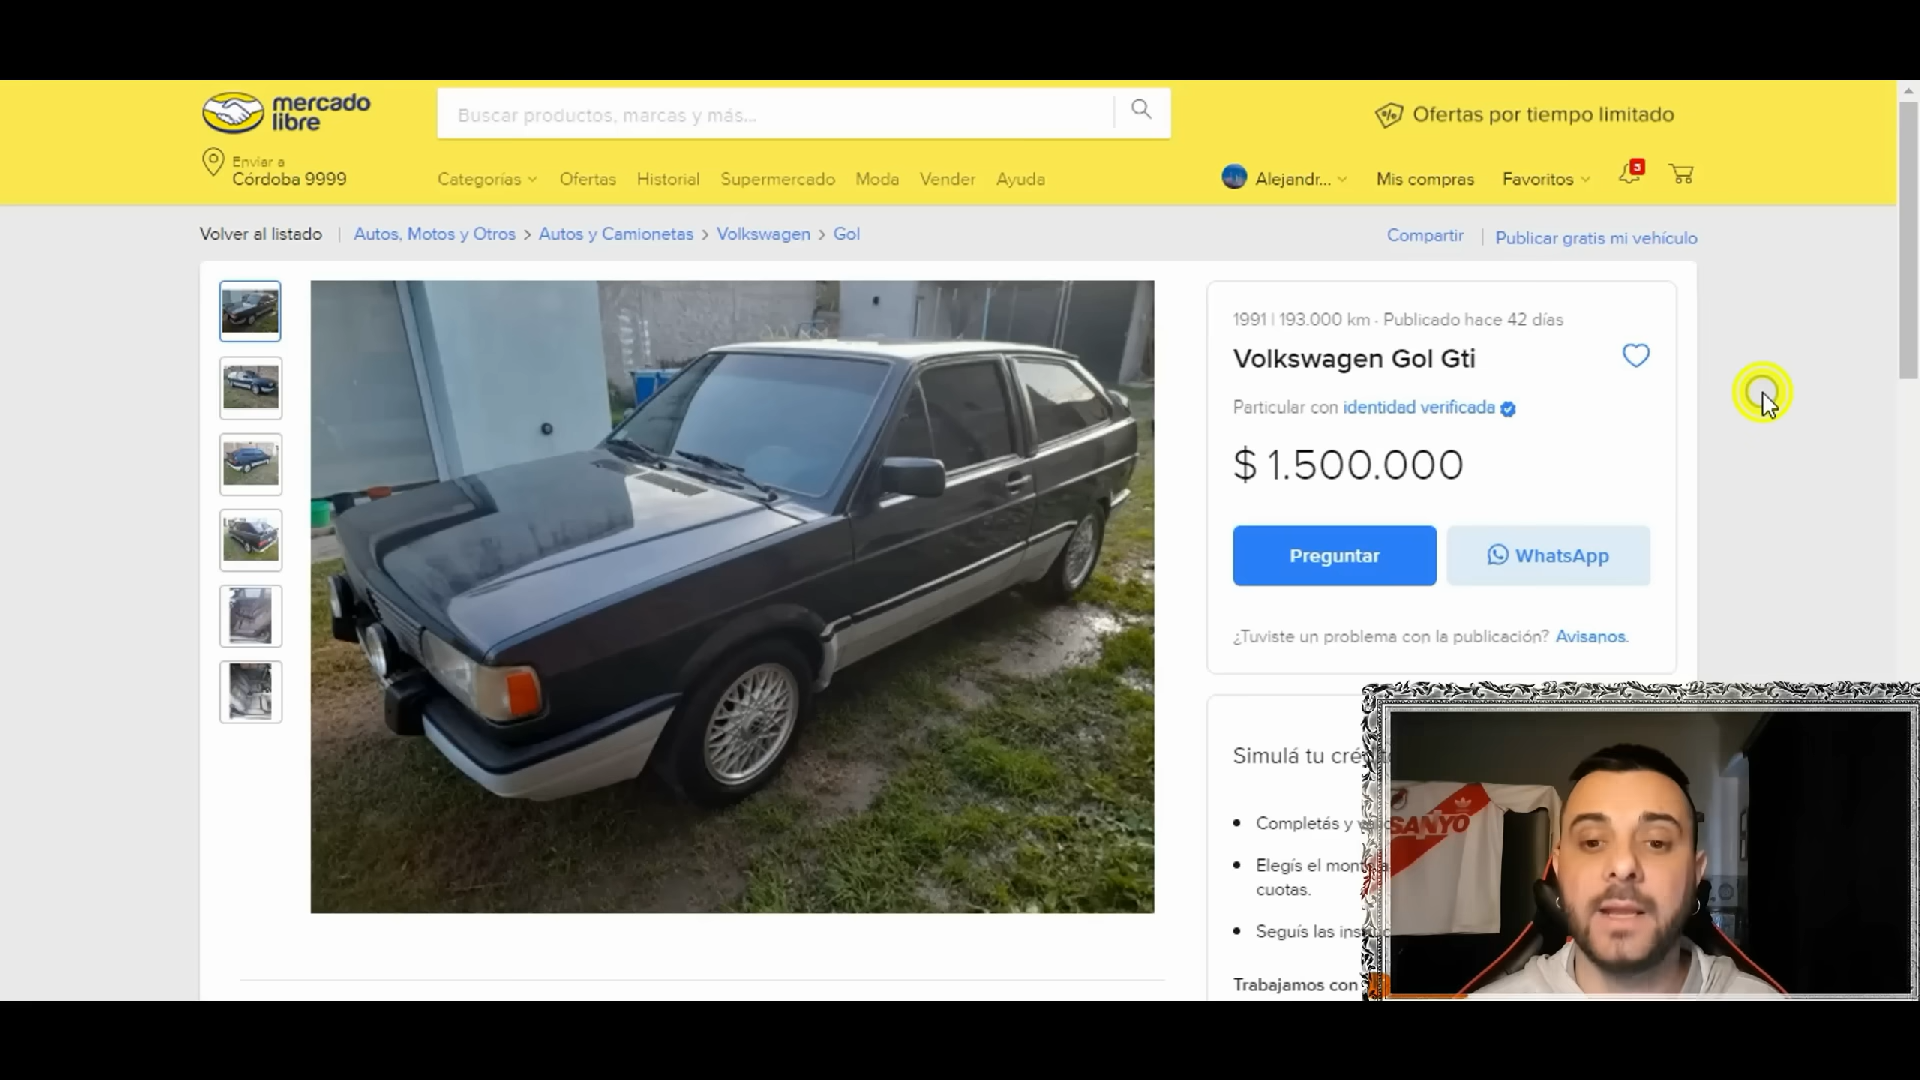 mercado
libre
Buscar productos, marcas y más...
Ofertas por tiempo limitado
Enviar a
Córdoba 9999
Categorías
Ofertas
Historial
Supermercado
Moda
Vender
Ayuda
Alejandr...
Mis compras
Favoritos
3
Volver al listado | Autos, Motos y Otros > Autos y Camionetas > Volkswagen > Gol
Compartir | Publicar gratis mi vehículo
1991 | 193.000 km · Publicado hace 42 días
Volkswagen Gol Gti
Particular con identidad verificada
$ 1.500.000
Preguntar
WhatsApp
¿Tuviste un problema con la publicación? Avisanos.
Simulá tu
Completás y
Elegís el
cuotas.
Seguís las
Trabajamos con
SANYO